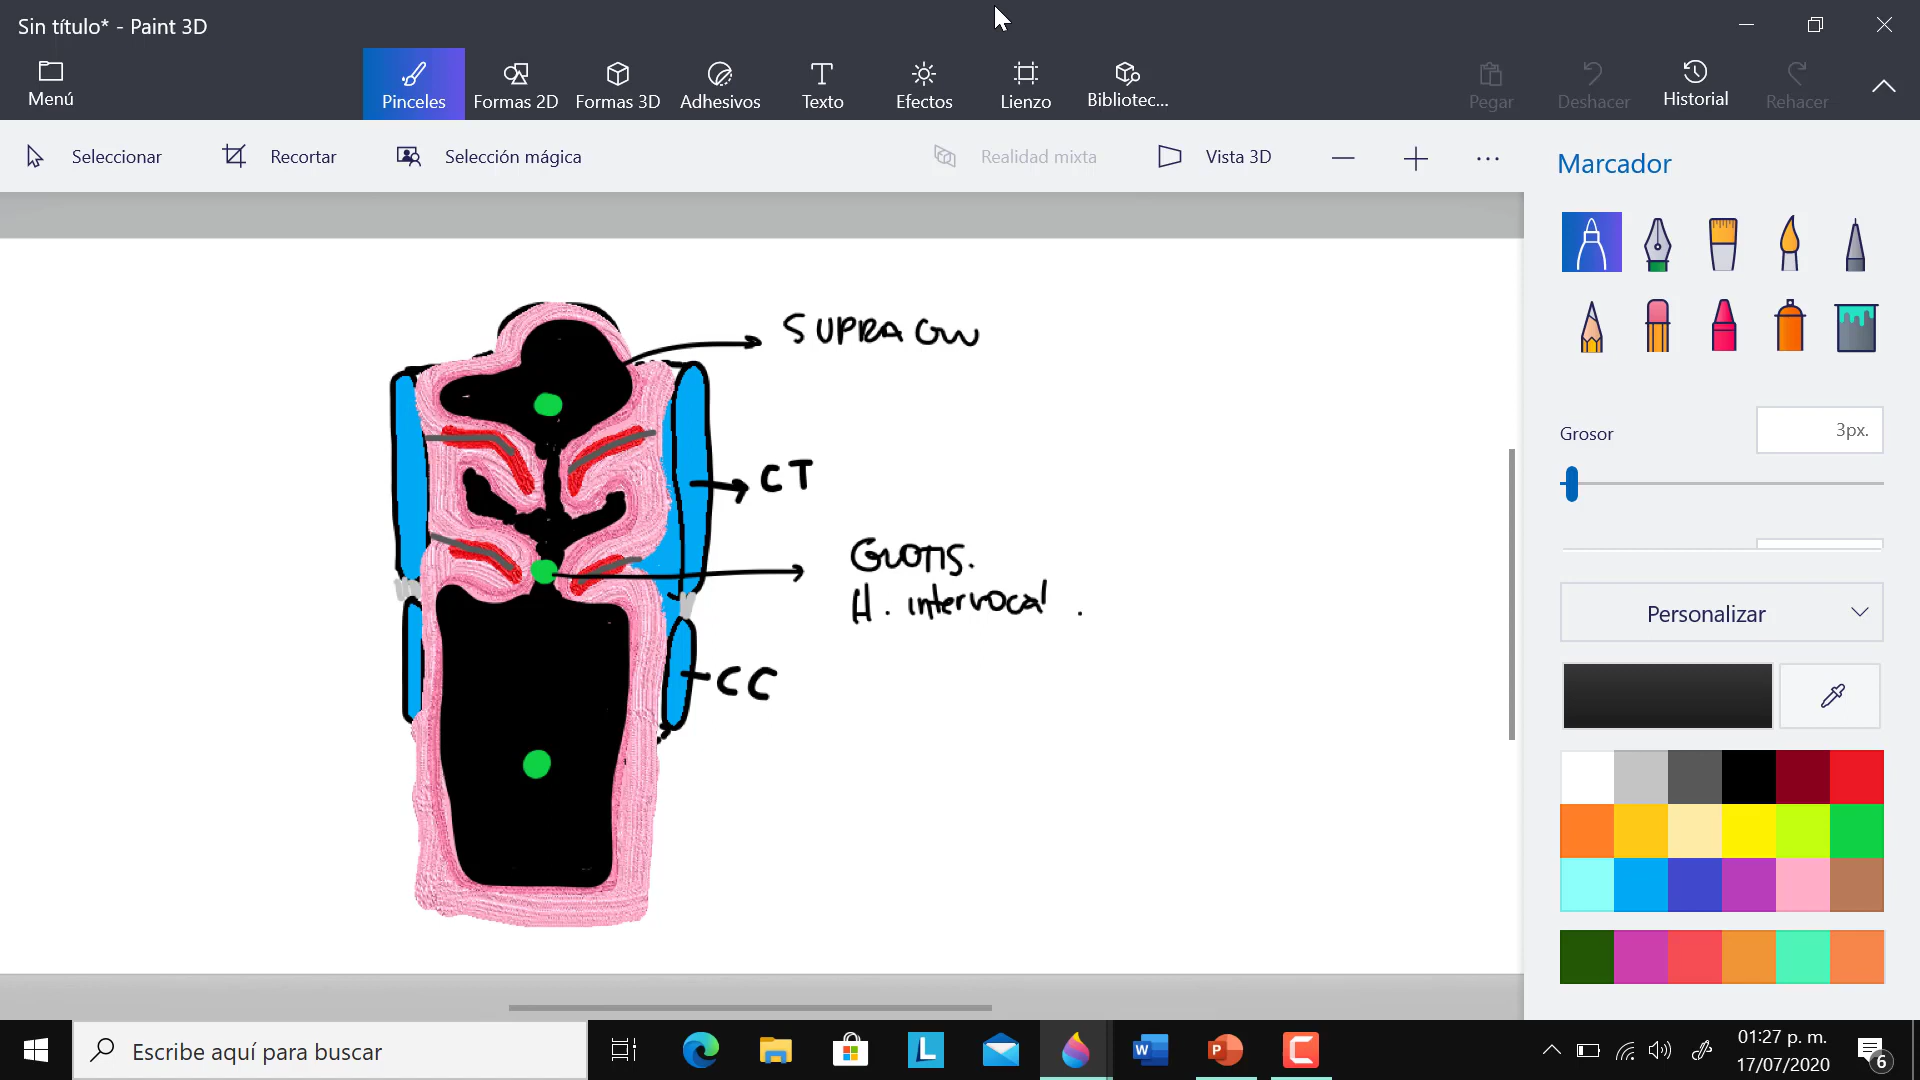 Sin título* - Paint 3D
Menú
Pinceles
Formas 2D
Formas 3D
Adhesivos
Texto
Efectos
Lienzo
Bibliotec...
Pegar
Deshacer
Historial
Rehacer
Seleccionar
Recortar
Selección mágica
Realidad mixta
Vista 3D
Marcador
Grosor
3px.
Personalizar
SUPRA
CT
H. intervocal .
CC
Escribe aquí para buscar
01:27 p. m.
17/07/2020
6